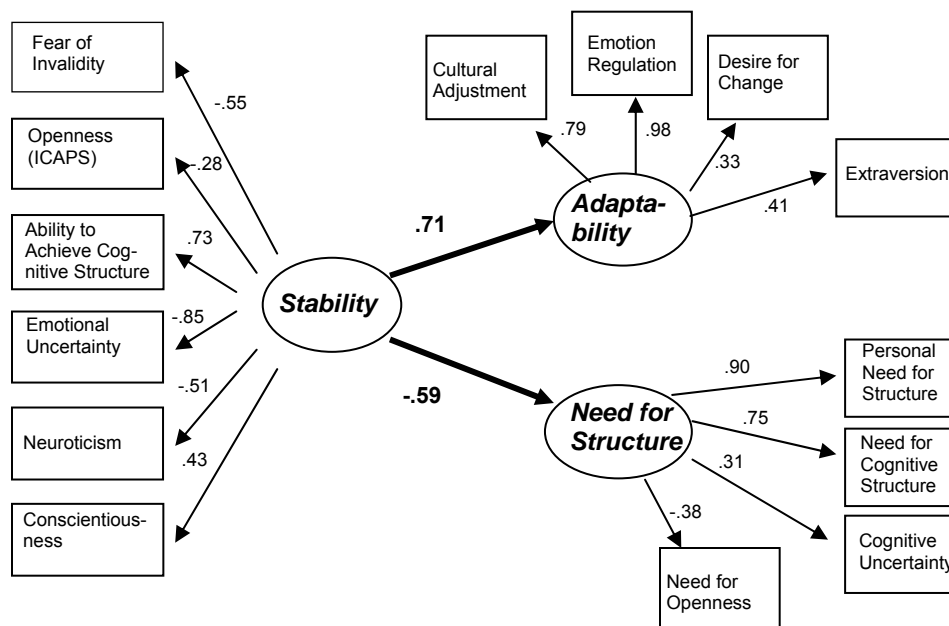 Fear of
Invalidity
-.55
Openness
(ICAPS)
-.28
Ability to
Achieve Cog-
nitive Structure
.73
Emotional
Uncertainty
-.85
Neuroticism
-.51
Conscientious-
ness
.43
Stability
.71
-.59
Cultural
Adjustment
.79
Emotion
Regulation
.98
Desire for
Change
.33
Extraversion
.41
Adapta-
bility
Need for
Structure
Personal
Need for
Structure
.90
Need for
Cognitive
Structure
.75
Cognitive
Uncertainty
.31
Need for
Openness
-.38